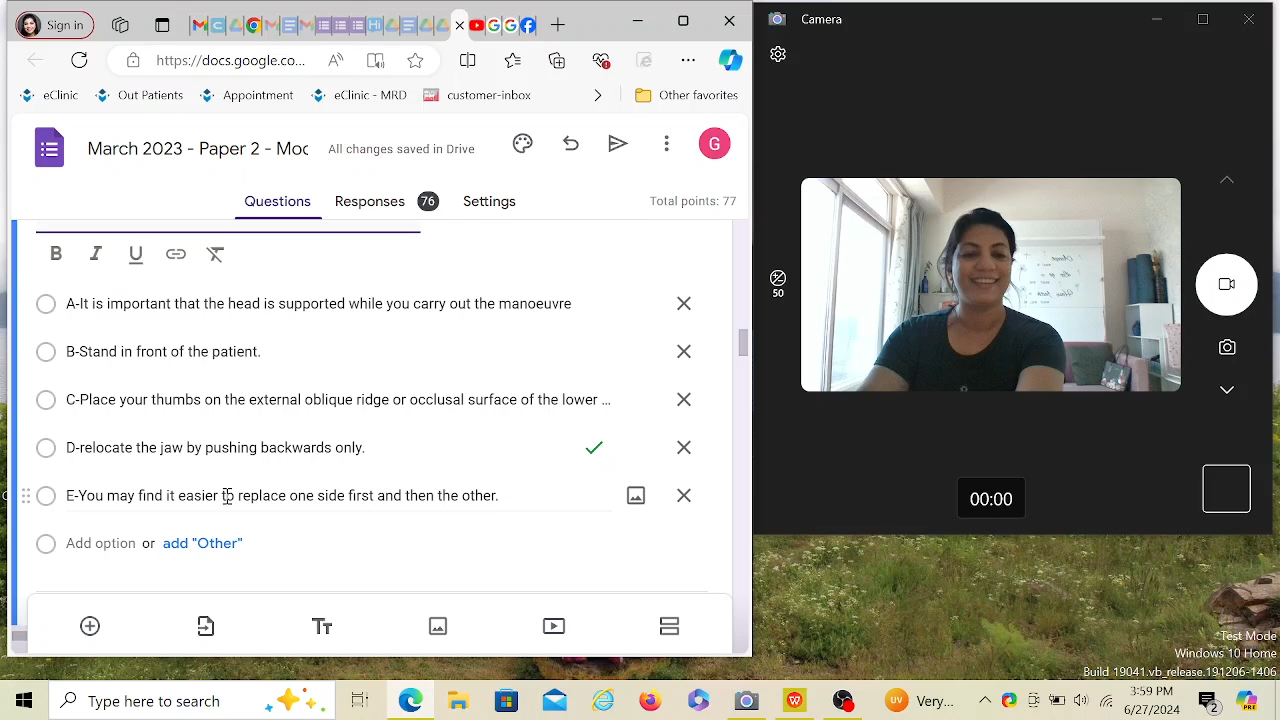 Sign
Camera
https://docs.google.co...
eClinic
Out Patients
Appointment
eClinic - MRD
customer-inbox
Other favorites
March 2023 - Paper 2 - Moc
All changes saved in Drive
G
Questions
Responses
76
Settings
Total points: 77
B I U
A-It is important that the head is supported before you carry out the manoeuvre
B-Stand in front of the patient.
C-Place your thumbs on the external oblique ridge or occlusal surface of the lower ...
D-relocate the jaw by pushing backwards only.
E-You may find it easier to replace one side first and then the other.
Add option or add "Other"
Tт
50
00:00
Test Mode
Windows 10 Home
Build 19041.vb_release.191206-1406
Type here to search
UV
Very...
3:59 PM
6/27/2024
2
PRE